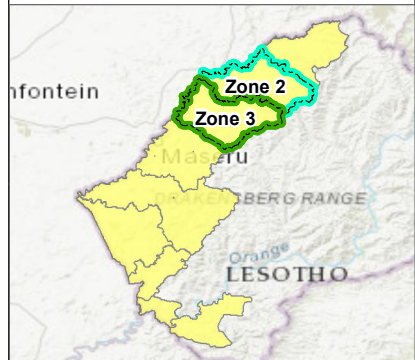 nfontein
Zone 2
Zone 3
Maseru
DRAKENSBERG RANGE
Orange
LESOTHO